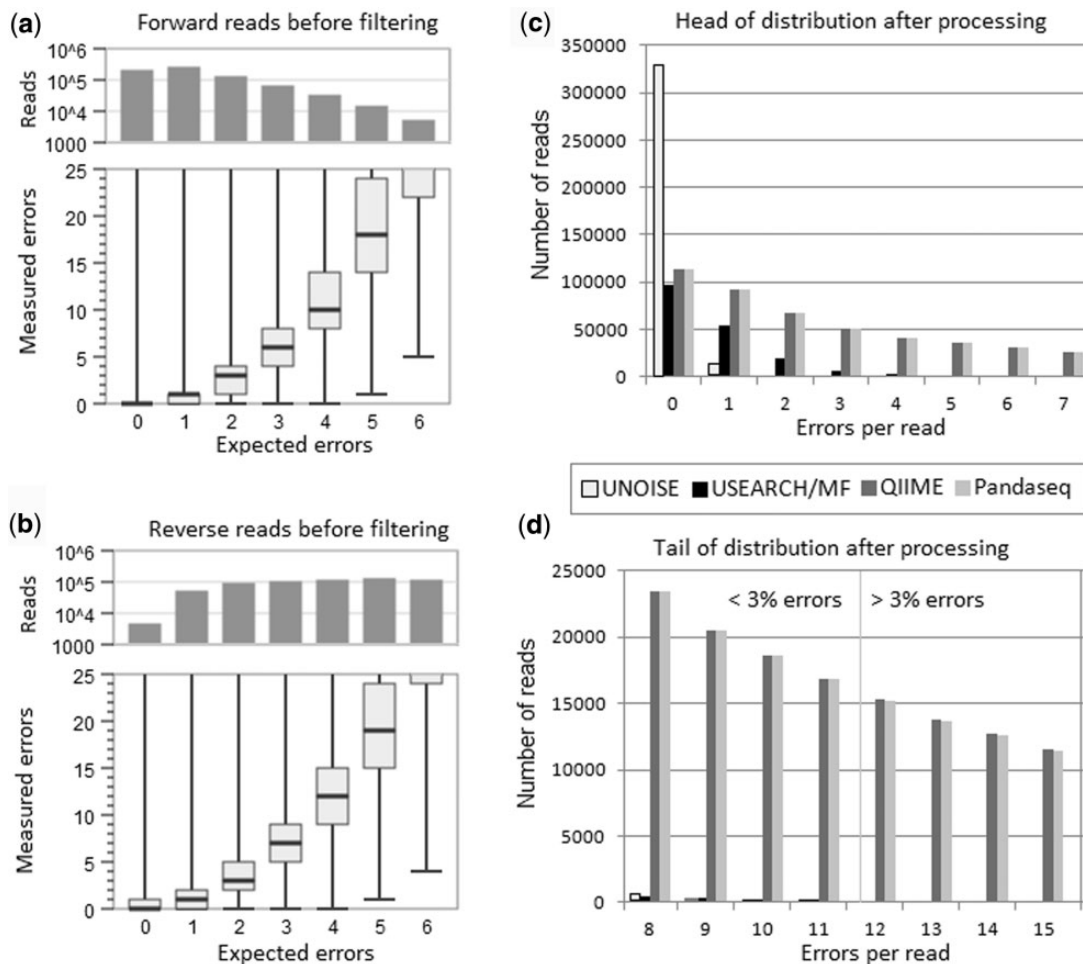 (a)
Forward reads before filtering
Reads
10^6
10^5
10^4
1000
Measured errors
25
20
15
10
5
0
0 1 2 3 4 5 6
Expected errors
(b)
Reverse reads before filtering
Reads
10^6
10^5
10^4
1000
Measured errors
25
20
15
10
5
0
0 1 2 3 4 5 6
Expected errors
(c)
Head of distribution after processing
Number of reads
350000
300000
250000
200000
150000
100000
50000
0
0 1 2 3 4 5 6 7
Errors per read
UNOISE USEARCH/MF QIIME Pandaseq
(d)
Tail of distribution after processing
Number of reads
25000
20000
15000
10000
5000
0
< 3% errors > 3% errors
8 9 10 11 12 13 14 15
Errors per read